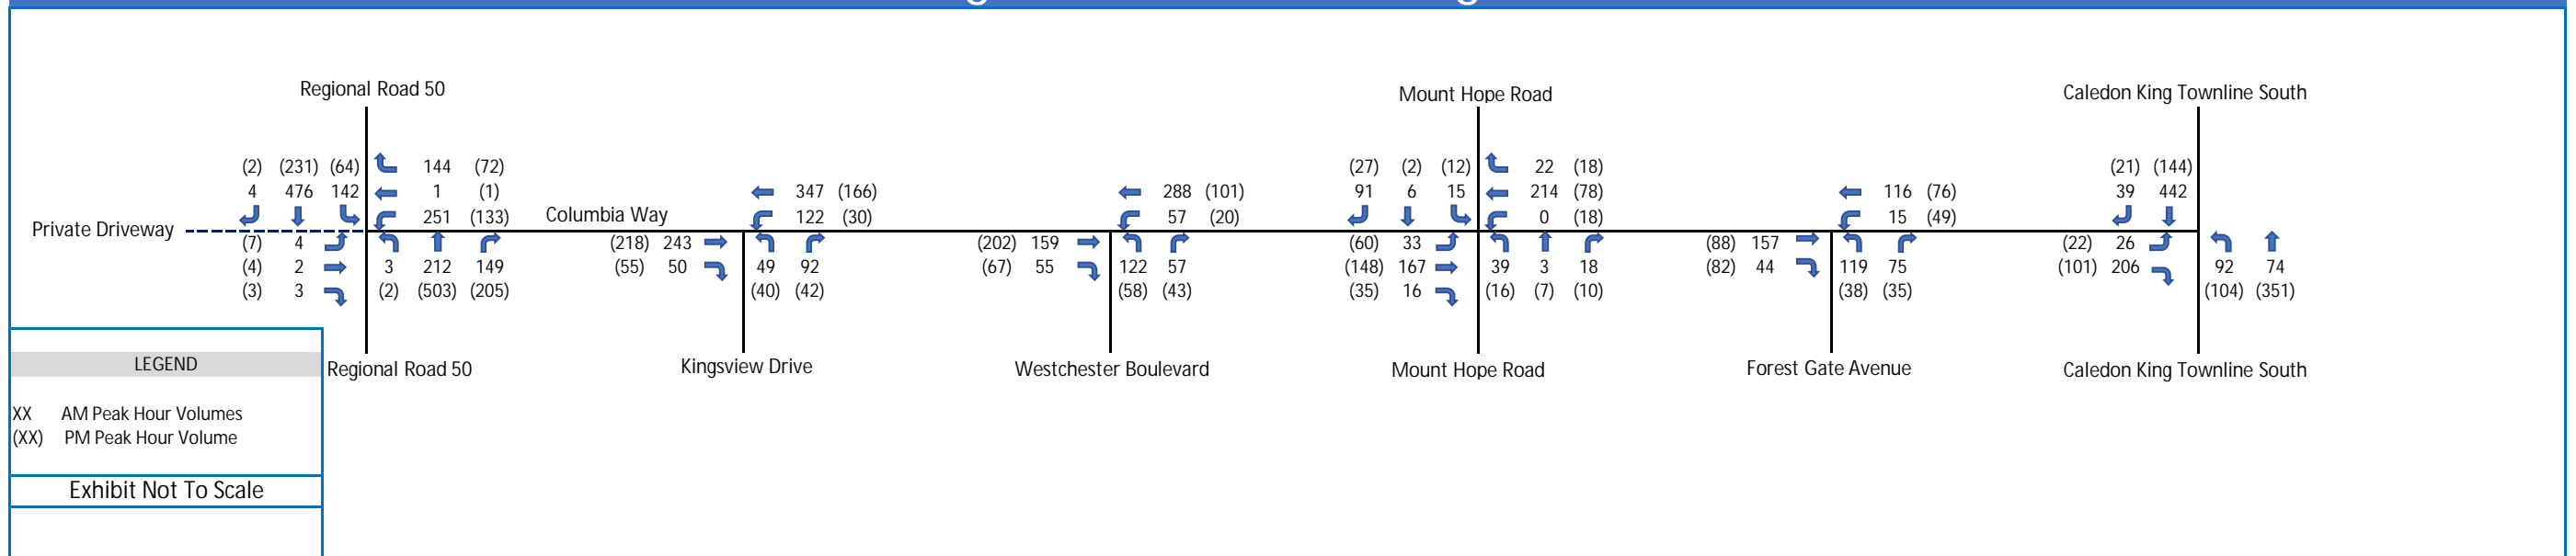 Regional Road 50
Mount Hope Road
Caledon King Townline South
(2) (231) (64) 144 (72)
(27) (2) (12) 22 (18)
(21) (144)
4 476 142 1 (1)
347 (166)
288 (101)
91 6 15 214 (78)
116 (76)
39 442
251 (133)
Columbia Way
122 (30)
57 (20)
0 (18)
15 (49)
Private Driveway
(7) 4
(218) 243
(202) 159
(60) 33
(88) 157
(22) 26
(4) 2 3 212 149
(55) 50 49 92
(67) 55 122 57
(148) 167 39 3 18
(82) 44 119 75
(101) 206 92 74
(3) 3 (2) (503) (205)
(40) (42)
(58) (43)
(35) 16 (16) (7) (10)
(38) (35)
(104) (351)
LEGEND
Regional Road 50
Kingsview Drive
Westchester Boulevard
Mount Hope Road
Forest Gate Avenue
Caledon King Townline South
XX AM Peak Hour Volumes
(XX) PM Peak Hour Volume
Exhibit Not To Scale